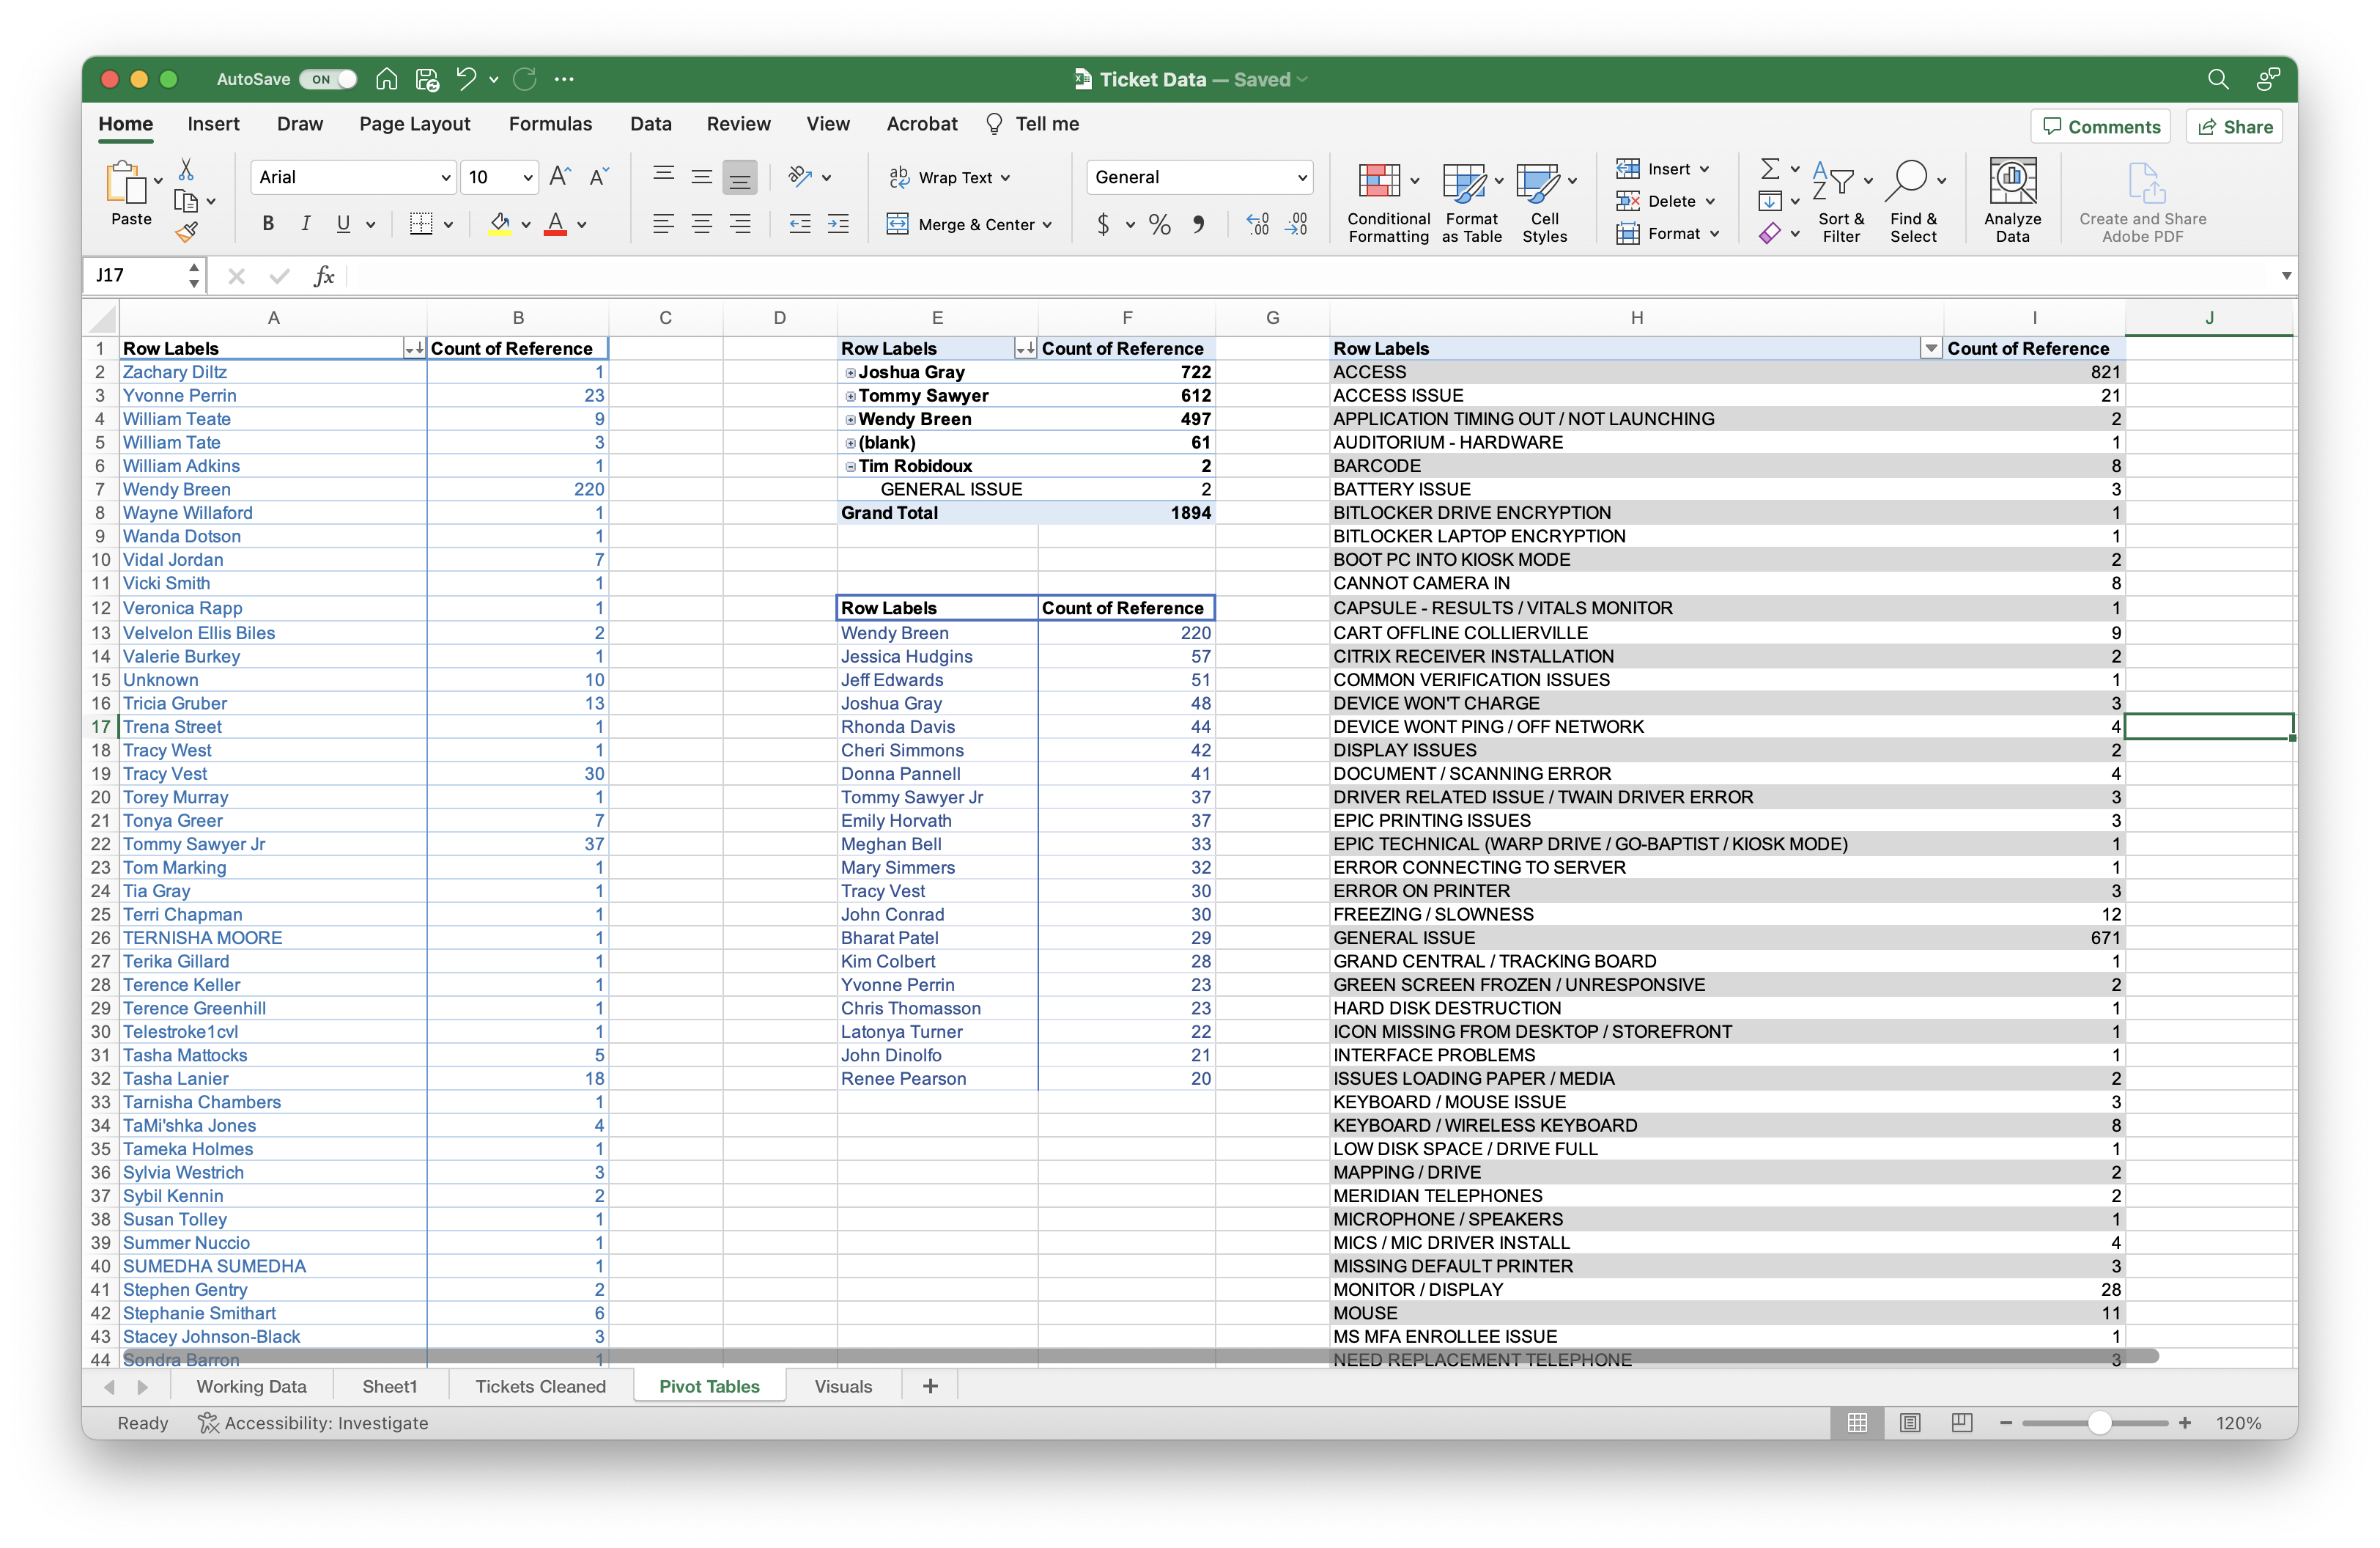 AutoSave ON Ticket Data — Saved
Home Insert Draw Page Layout Formulas Data Review View Acrobat Tell me Comments Share
Paste Arial 10 Wrap Text General Insert
Merge & Center Conditional Formatting Format as Table Cell Styles Delete Format Sort & Filter Find & Select Analyze Data Create and Share Adobe PDF
J17 fx
A B C D E F G H I J
1 Row Labels Count of Reference Row Labels Count of Reference Row Labels Count of Reference
2 Zachary Diltz 1 Joshua Gray 722 ACCESS 821
3 Yvonne Perrin 23 Tommy Sawyer 612 ACCESS ISSUE 21
4 William Teate 9 Wendy Breen 497 APPLICATION TIMING OUT / NOT LAUNCHING 2
5 William Tate 3 (blank) 61 AUDITORIUM - HARDWARE 1
6 William Adkins 1 Tim Robidoux 2 BARCODE 8
7 Wendy Breen 220 GENERAL ISSUE 2 BATTERY ISSUE 3
8 Wayne Willaford 1 Grand Total 1894 BITLOCKER DRIVE ENCRYPTION 1
9 Wanda Dotson 1 BITLOCKER LAPTOP ENCRYPTION 1
10 Vidal Jordan 7 BOOT PC INTO KIOSK MODE 2
11 Vicki Smith 1 CANNOT CAMERA IN 8
12 Veronica Rapp 1 Row Labels Count of Reference CAPSULE - RESULTS / VITALS MONITOR 1
13 Velvelon Ellis Biles 2 Wendy Breen 220 CART OFFLINE COLLIERVILLE 9
14 Valerie Burkey 1 Jessica Hudgins 57 CITRIX RECEIVER INSTALLATION 2
15 Unknown 10 Jeff Edwards 51 COMMON VERIFICATION ISSUES 1
16 Tricia Gruber 13 Joshua Gray 48 DEVICE WON'T CHARGE 3
17 Trena Street 1 Rhonda Davis 44 DEVICE WONT PING / OFF NETWORK 4
18 Tracy West 1 Cheri Simmons 42 DISPLAY ISSUES 2
19 Tracy Vest 30 Donna Pannell 41 DOCUMENT / SCANNING ERROR 4
20 Torey Murray 1 Tommy Sawyer Jr 37 DRIVER RELATED ISSUE / TWAIN DRIVER ERROR 3
21 Tonya Greer 7 Emily Horvath 37 EPIC PRINTING ISSUES 3
22 Tommy Sawyer Jr 37 Meghan Bell 33 EPIC TECHNICAL (WARP DRIVE / GO-BAPTIST / KIOSK MODE) 1
23 Tom Marking 1 Mary Simmers 32 ERROR CONNECTING TO SERVER 1
24 Tia Gray 1 Tracy Vest 30 ERROR ON PRINTER 3
25 Terri Chapman 1 John Conrad 30 FREEZING / SLOWNESS 12
26 TERNISHA MOORE 1 Bharat Patel 29 GENERAL ISSUE 671
27 Terika Gillard 1 Kim Colbert 28 GRAND CENTRAL / TRACKING BOARD 1
28 Terence Keller 1 Yvonne Perrin 23 GREEN SCREEN FROZEN / UNRESPONSIVE 2
29 Terence Greenhill 1 Chris Thomasson 23 HARD DISK DESTRUCTION 1
30 Telestroke1cvl 1 Latonya Turner 22 ICON MISSING FROM DESKTOP / STOREFRONT 1
31 Tasha Mattocks 5 John Dinolfo 21 INTERFACE PROBLEMS 1
32 Tasha Lanier 18 Renee Pearson 20 ISSUES LOADING PAPER / MEDIA 2
33 Tarnisha Chambers 1 KEYBOARD / MOUSE ISSUE 3
34 TaMi'shka Jones 4 KEYBOARD / WIRELESS KEYBOARD 8
35 Tameka Holmes 1 LOW DISK SPACE / DRIVE FULL 1
36 Sylvia Westrich 3 MAPPING / DRIVE 2
37 Sybil Kennin 2 MERIDIAN TELEPHONES 2
38 Susan Tolley 1 MICROPHONE / SPEAKERS 1
39 Summer Nuccio 1 MICS / MIC DRIVER INSTALL 4
40 SUMEDHA SUMEDHA 1 MISSING DEFAULT PRINTER 3
41 Stephen Gentry 2 MONITOR / DISPLAY 28
42 Stephanie Smithart 6 MOUSE 11
43 Stacey Johnson-Black 3 MS MFA ENROLLEE ISSUE 1
44 Sondra Barron 1 NEED REPLACEMENT TELEPHONE 3
Working Data Sheet1 Tickets Cleaned Pivot Tables Visuals +
Ready Accessibility: Investigate 120%